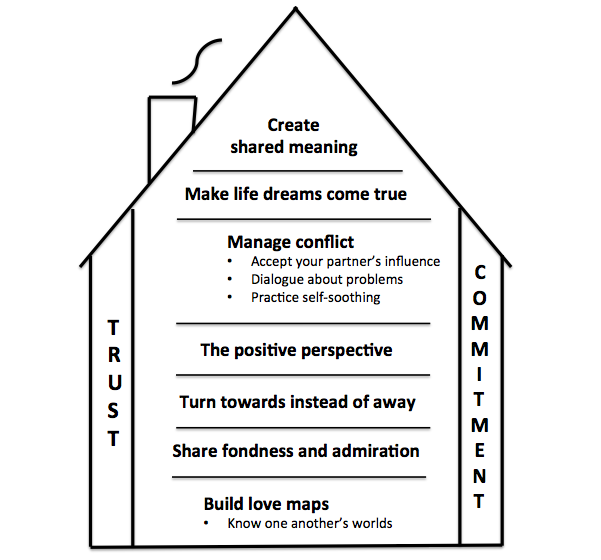 Create
shared meaning
Make life dreams come true
Manage conflict
• Accept your partner's influence
• Dialogue about problems
• Practice self-soothing
The positive perspective
Turn towards instead of away
Share fondness and admiration
Build love maps
• Know one another's worlds
TRUST
COMMITMENT